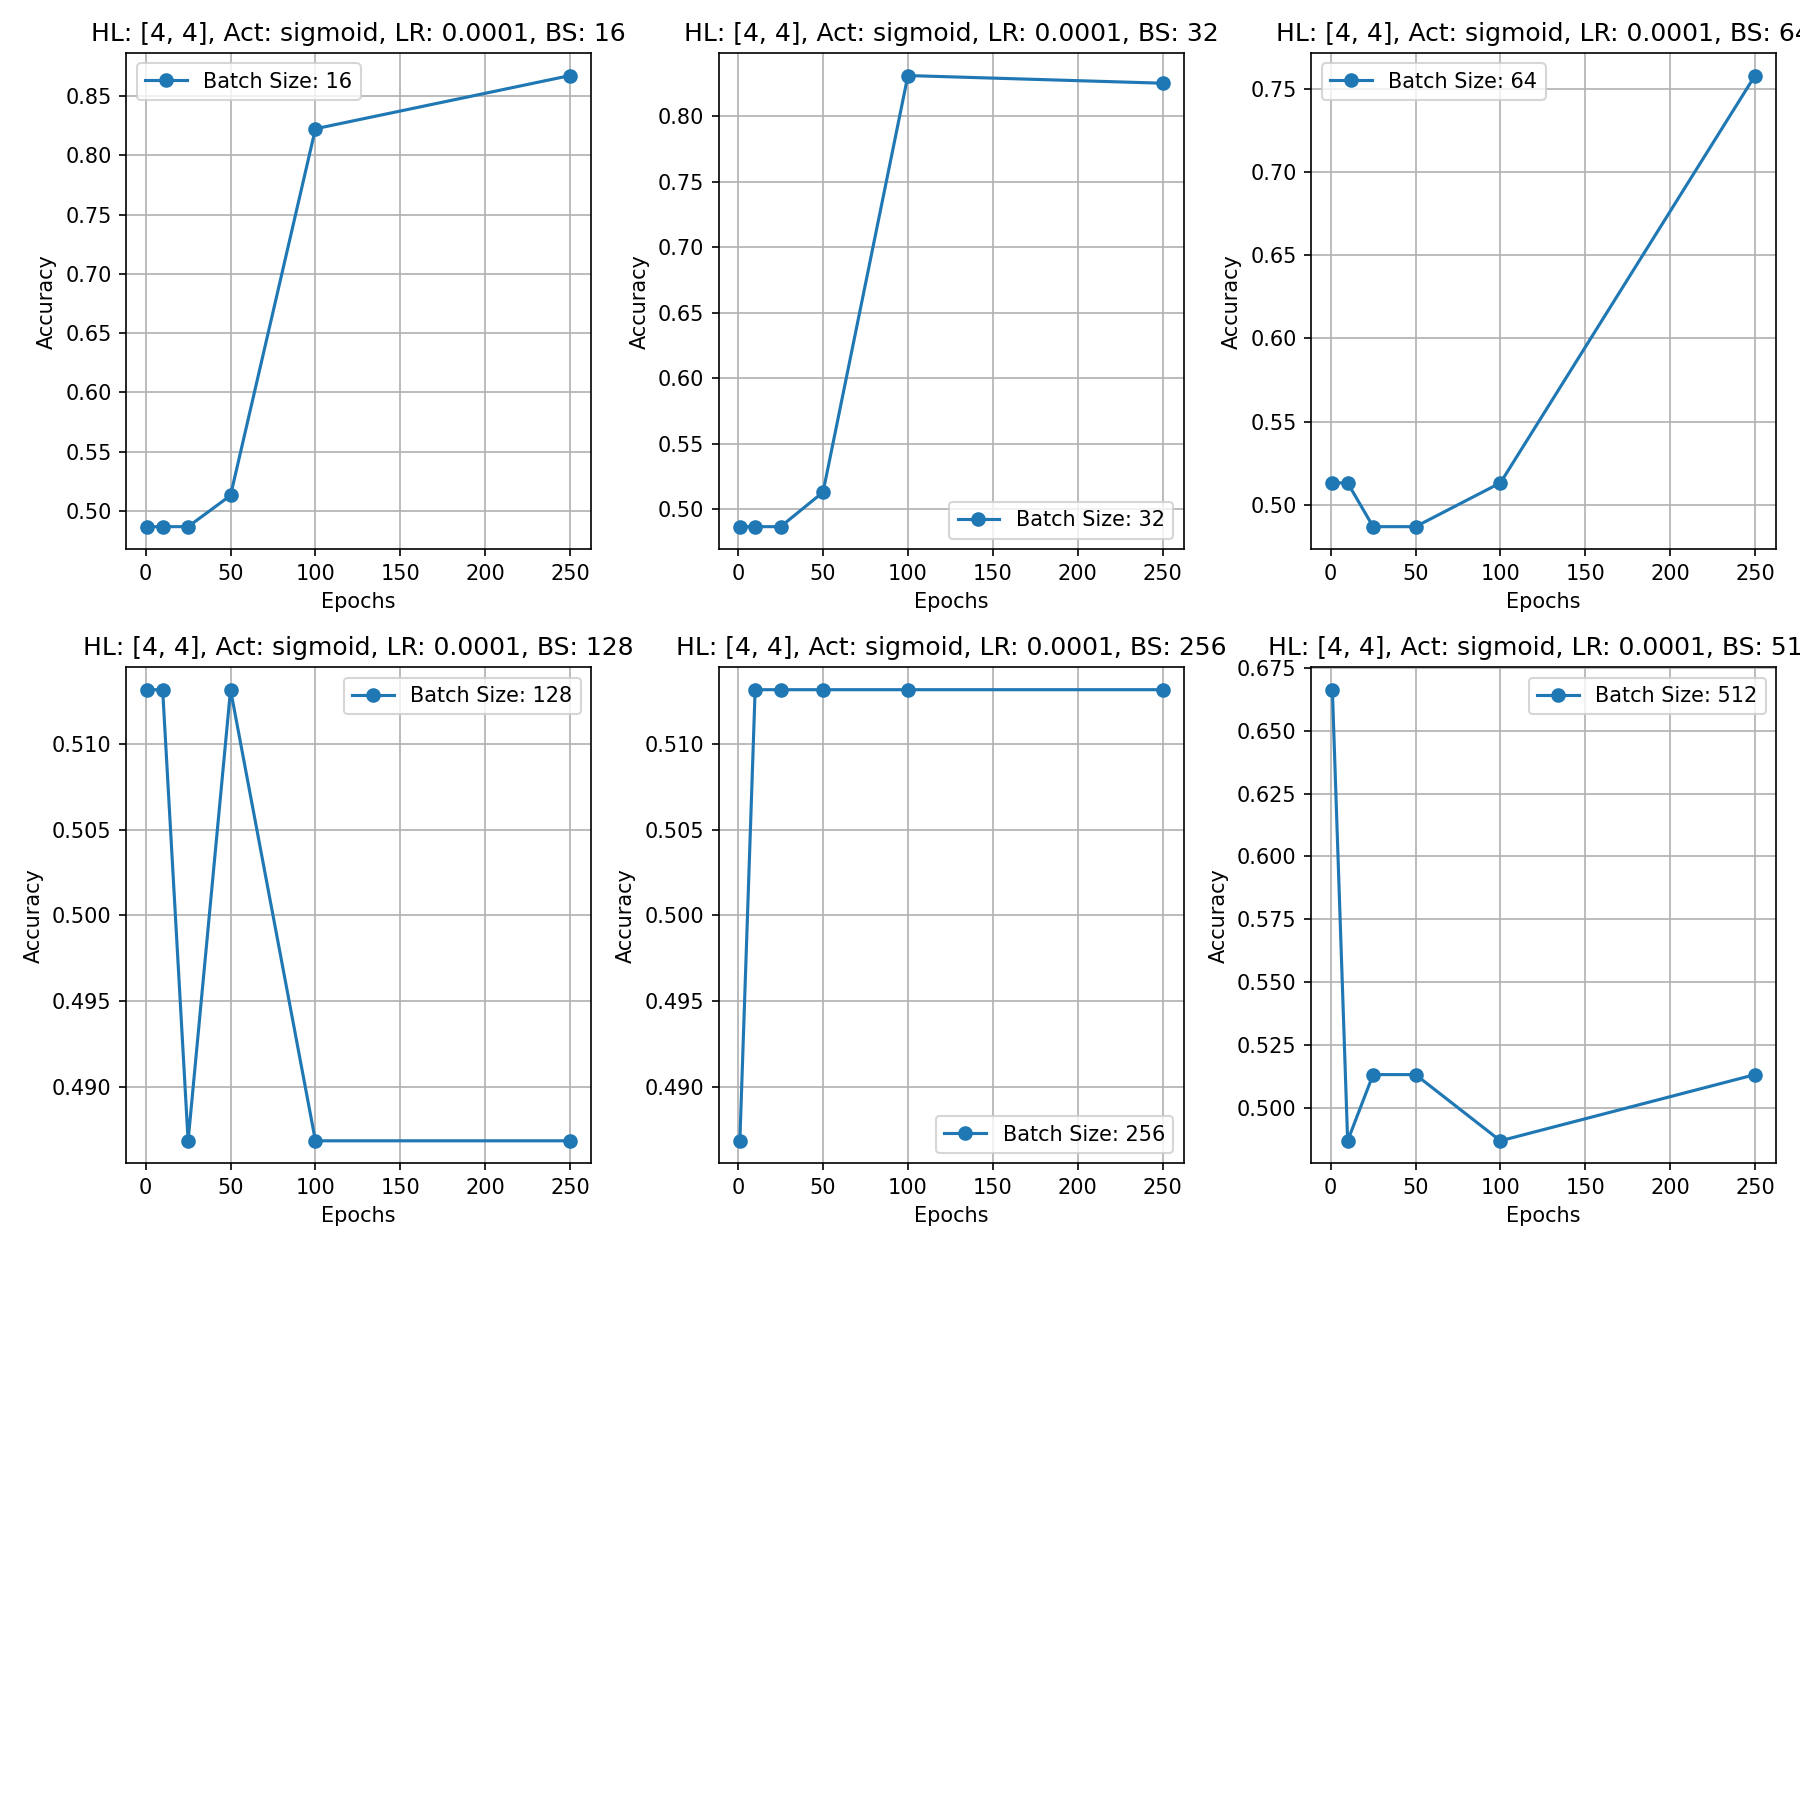 HL: [4, 4], Act: sigmoid, LR: 0.0001, BS: 16
Batch Size: 16
0.85
0.80
0.75
0.70
0.65
0.60
0.55
0.50
Accuracy
0 50 100 150 200 250
Epochs
HL: [4, 4], Act: sigmoid, LR: 0.0001, BS: 32
Batch Size: 32
0.80
0.75
0.70
0.65
0.60
0.55
0.50
Accuracy
0 50 100 150 200 250
Epochs
HL: [4, 4], Act: sigmoid, LR: 0.0001, BS: 64
Batch Size: 64
0.75
0.70
0.65
0.60
0.55
0.50
Accuracy
0 50 100 150 200 250
Epochs
HL: [4, 4], Act: sigmoid, LR: 0.0001, BS: 128
Batch Size: 128
0.510
0.505
0.500
0.495
0.490
Accuracy
0 50 100 150 200 250
Epochs
HL: [4, 4], Act: sigmoid, LR: 0.0001, BS: 256
Batch Size: 256
0.510
0.505
0.500
0.495
0.490
Accuracy
0 50 100 150 200 250
Epochs
HL: [4, 4], Act: sigmoid, LR: 0.0001, BS: 51
Batch Size: 512
0.675
0.650
0.625
0.600
0.575
0.550
0.525
0.500
Accuracy
0 50 100 150 200 250
Epochs